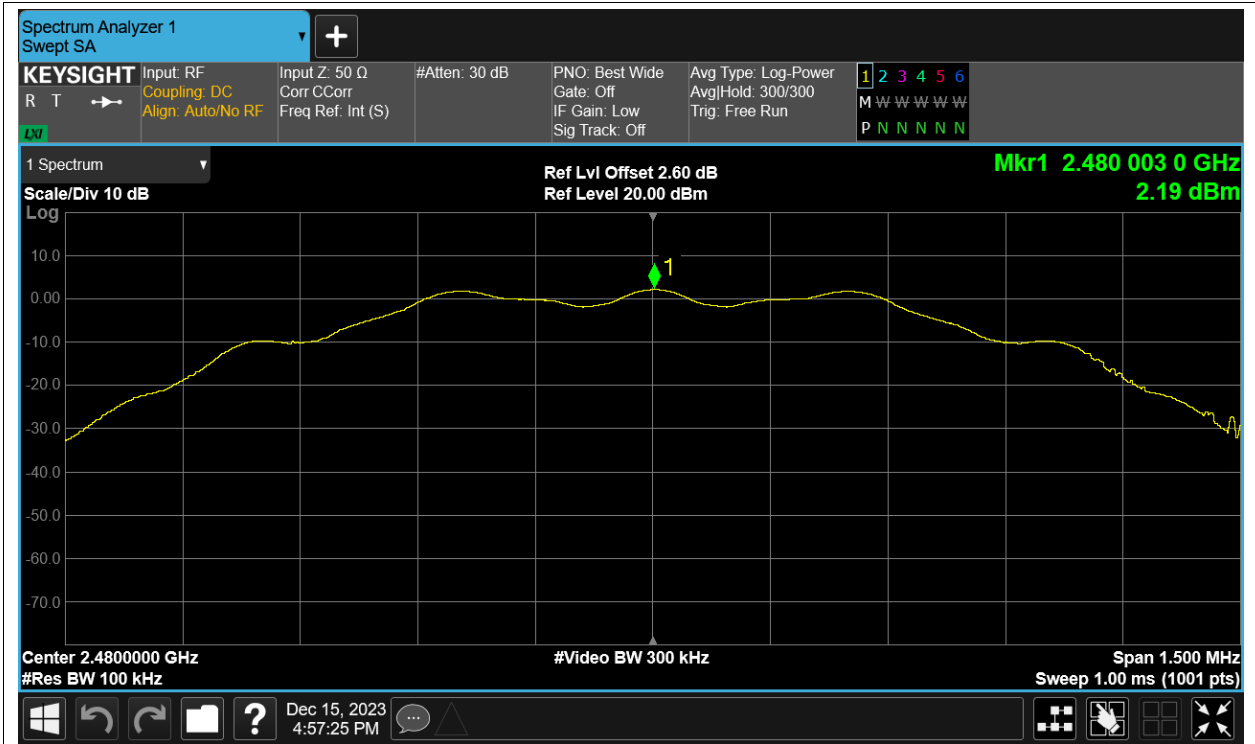 Spectrum Analyzer 1
Swept SA
+
KEYSIGHT
R T
LXI
Input: RF
Coupling: DC
Align: Auto/No RF
Input Z: 50 Ω
Corr CCorr
Freq Ref: Int (S)
#Atten: 30 dB
PNO: Best Wide
Gate: Off
IF Gain: Low
Sig Track: Off
Avg Type: Log-Power
Avg|Hold: 300/300
Trig: Free Run
1 2 3 4 5 6
M W W W W W
P N N N N N
1 Spectrum
Scale/Div 10 dB
Log
Ref Lvl Offset 2.60 dB
Ref Level 20.00 dBm
Mkr1 2.480 003 0 GHz
2.19 dBm
1
10.0
0.00
-10.0
-20.0
-30.0
-40.0
-50.0
-60.0
-70.0
Center 2.4800000 GHz
#Res BW 100 kHz
#Video BW 300 kHz
Span 1.500 MHz
Sweep 1.00 ms (1001 pts)
?
Dec 15, 2023
4:57:25 PM